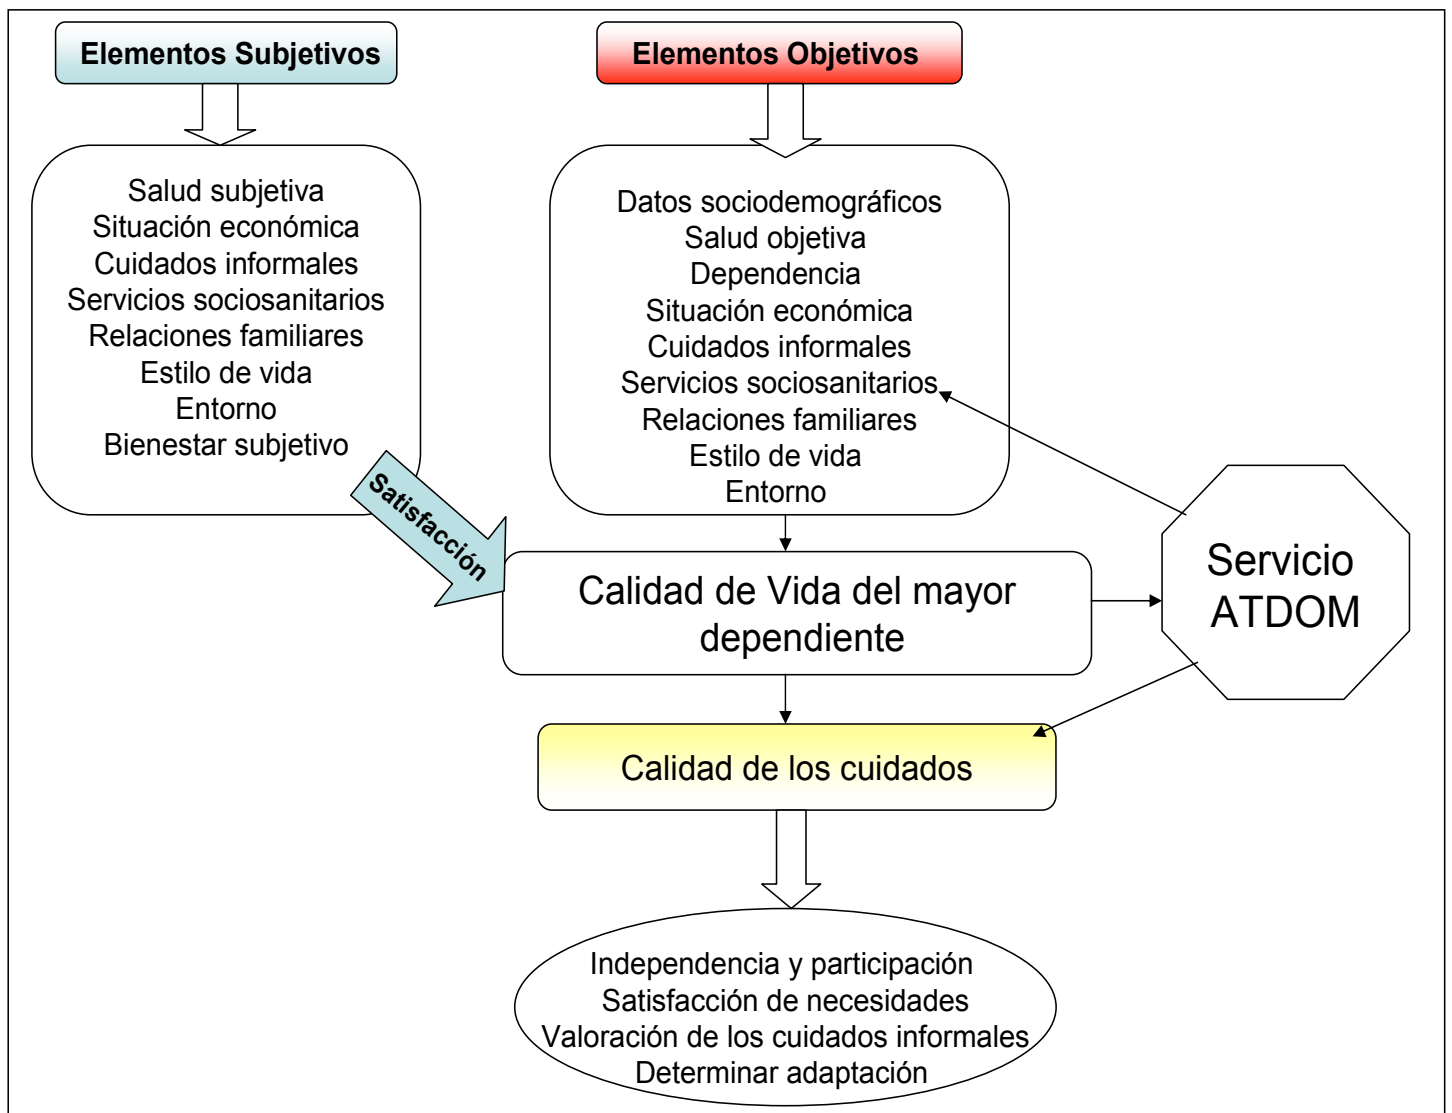 Elementos Subjetivos
Elementos Objetivos
Salud subjetiva
Situación económica
Cuidados informales
Servicios sociosanitarios
Relaciones familiares
Estilo de vida
Entorno
Bienestar subjetivo
Datos sociodemográficos
Salud objetiva
Dependencia
Situación económica
Cuidados informales
Servicios sociosanitarios
Relaciones familiares
Estilo de vida
Entorno
Satisfacción
Calidad de Vida del mayor
dependiente
Servicio
ATDOM
Calidad de los cuidados
Independencia y participación
Satisfacción de necesidades
Valoración de los cuidados informales
Determinar adaptación